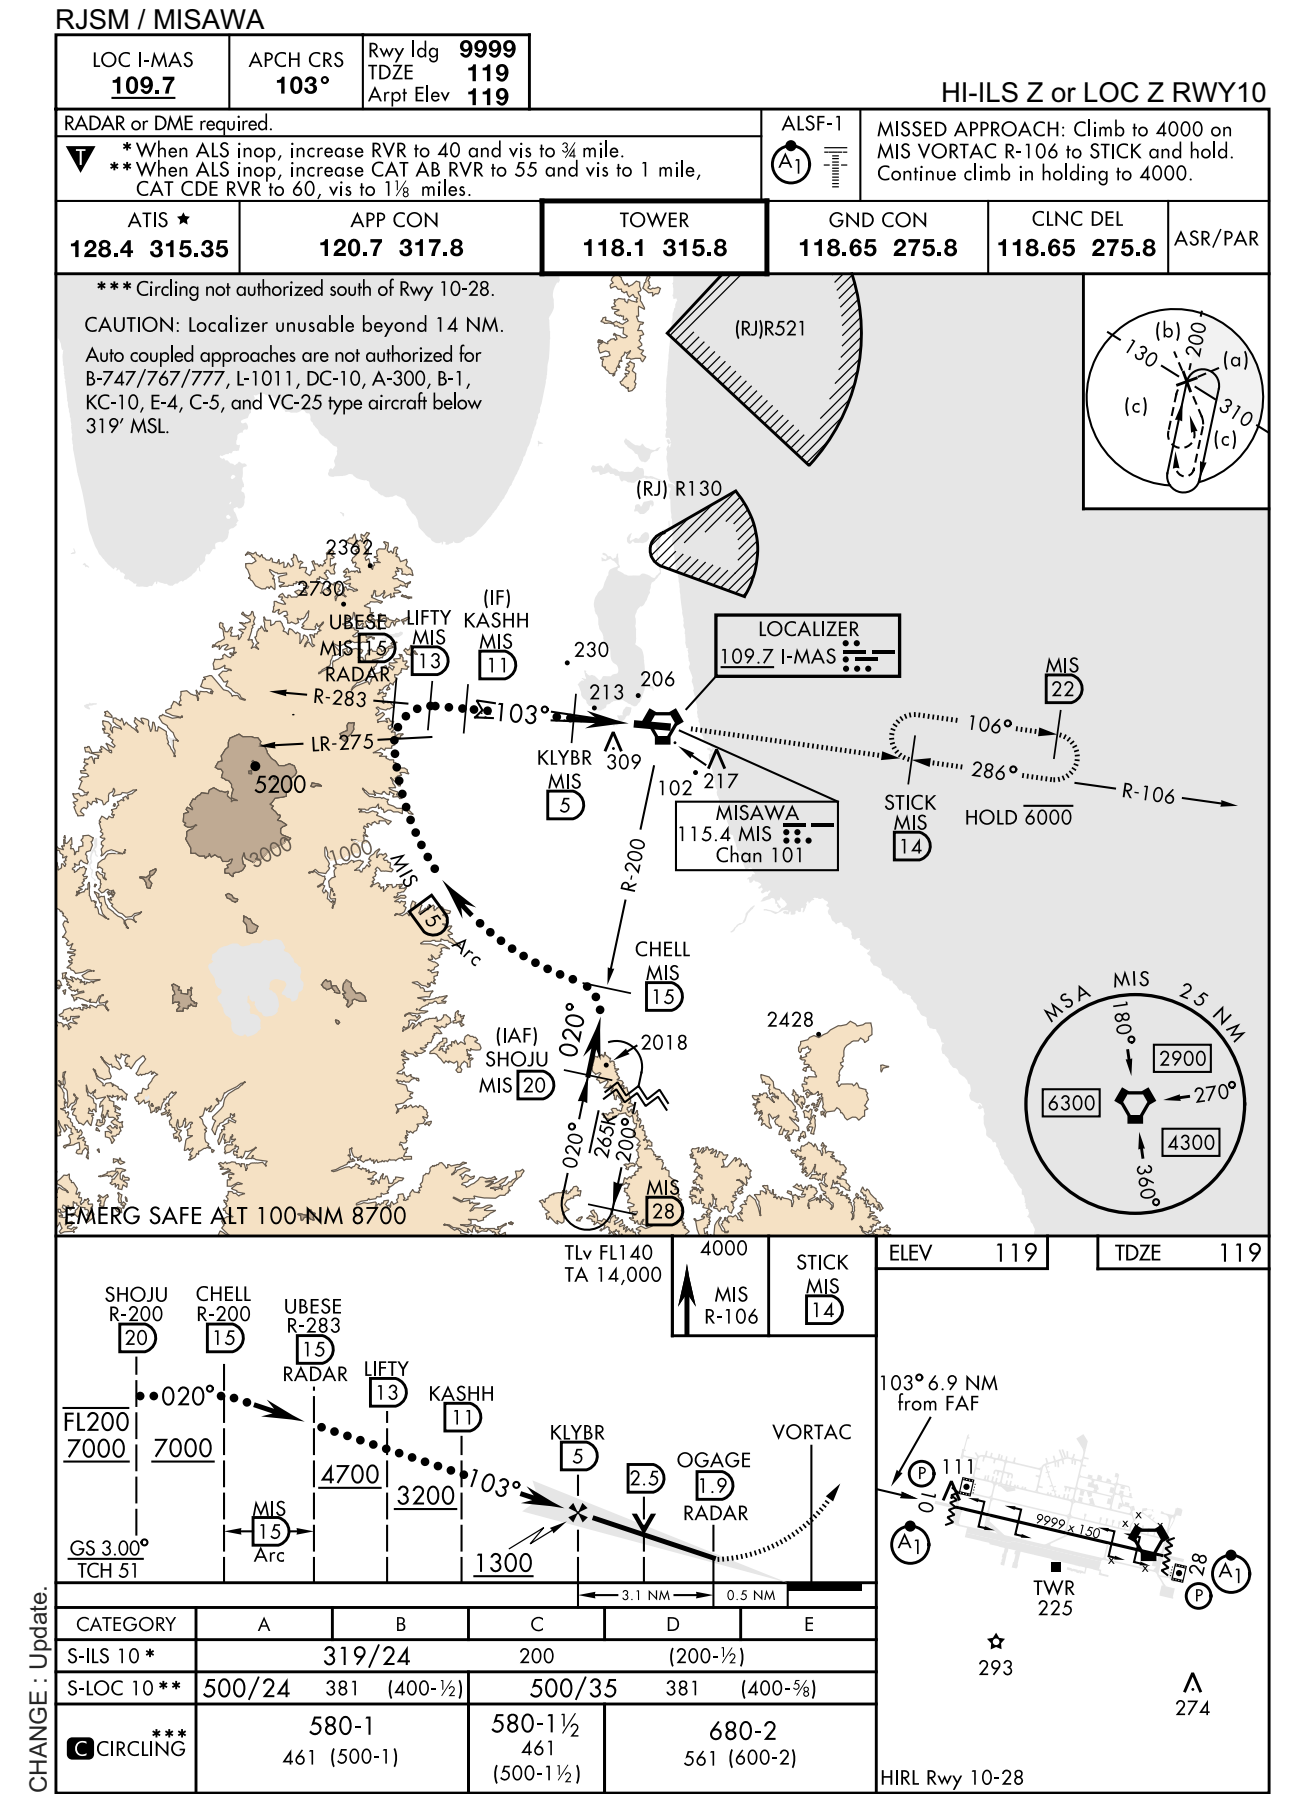 RJSM / MISAWA
LOC I-MAS
109.7
APCH CRS
103°
Rwy ldg 9999
TDZE 119
Arpt Elev 119
HI-ILS Z or LOC Z RWY10
RADAR or DME required.
T
* When ALS inop, increase RVR to 40 and vis to ¾ mile.
** When ALS inop, increase CAT AB RVR to 55 and vis to 1 mile,
CAT CDE RVR to 60, vis to 1⅛ miles.
ALSF-1
A1
MISSED APPROACH: Climb to 4000 on
MIS VORTAC R-106 to STICK and hold.
Continue climb in holding to 4000.
ATIS ★
128.4 315.35
APP CON
120.7 317.8
TOWER
118.1 315.8
GND CON
118.65 275.8
CLNC DEL
118.65 275.8
ASR/PAR
*** Circling not authorized south of Rwy 10-28.
CAUTION: Localizer unusable beyond 14 NM.
Auto coupled approaches are not authorized for
B-747/767/777, L-1011, DC-10, A-300, B-1,
KC-10, E-4, C-5, and VC-25 type aircraft below
319' MSL.
(RJ)R521
(RJ) R130
(b)
200
(a)
130
(c)
310
(c)
2362
2730
UBESE
MIS 15
RADAR
LIFTY
MIS
13
(IF)
KASHH
MIS
11
R-283
LR-275
5200
3000
1000
103°
230
213
206
309
KLYBR
MIS
5
LOCALIZER
109.7 I-MAS
102
217
MISAWA
115.4 MIS
Chan 101
MIS
22
106°
286°
STICK
MIS
14
HOLD 6000
R-106
R-200
MIS 15 Arc
CHELL
MIS
15
020°
(IAF)
SHOJU
MIS 20
2018
2428
020°
265K
200°
MIS
28
MSA MIS 25 NM
180°
2900
6300
270°
4300
360°
EMERG SAFE ALT 100 NM 8700
TLv FL140
TA 14,000
4000
MIS
R-106
STICK
MIS
14
ELEV 119
TDZE 119
SHOJU
R-200
20
CHELL
R-200
15
UBESE
R-283
15
RADAR
LIFTY
13
KASHH
11
KLYBR
5
2.5
OGAGE
1.9
RADAR
VORTAC
020°
FL200
7000
7000
4700
3200
103°
1300
MIS
15
Arc
GS 3.00°
TCH 51
3.1 NM
0.5 NM
103° 6.9 NM
from FAF
P
111
10
A1
9999 x 150
TWR
225
28
A1
P
293
274
HIRL Rwy 10-28
CATEGORY A B C D E
S-ILS 10 * 319/24 200 (200-½)
S-LOC 10 ** 500/24 381 (400-½) 500/35 381 (400-⅝)
C CIRCLING ***
580-1
461 (500-1)
580-1½
461
(500-1½)
680-2
561 (600-2)
CHANGE : Update.